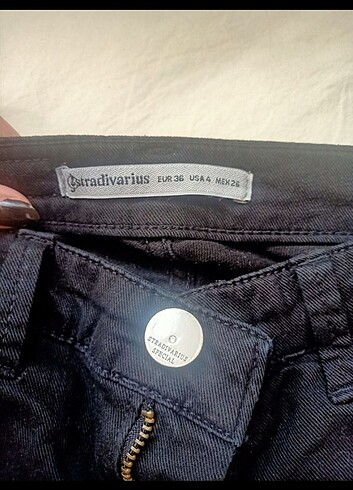 stradivarius EUR 36 USA 4 MEX 26
STRADIVARIUS
SPECIAL